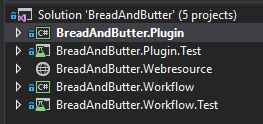 Solution 'BreadAndButter' (5 projects)
C# BreadAndButter.Plugin
BreadAndButter.Plugin.Test
BreadAndButter.Webresource
C# BreadAndButter.Workflow
BreadAndButter.Workflow.Test